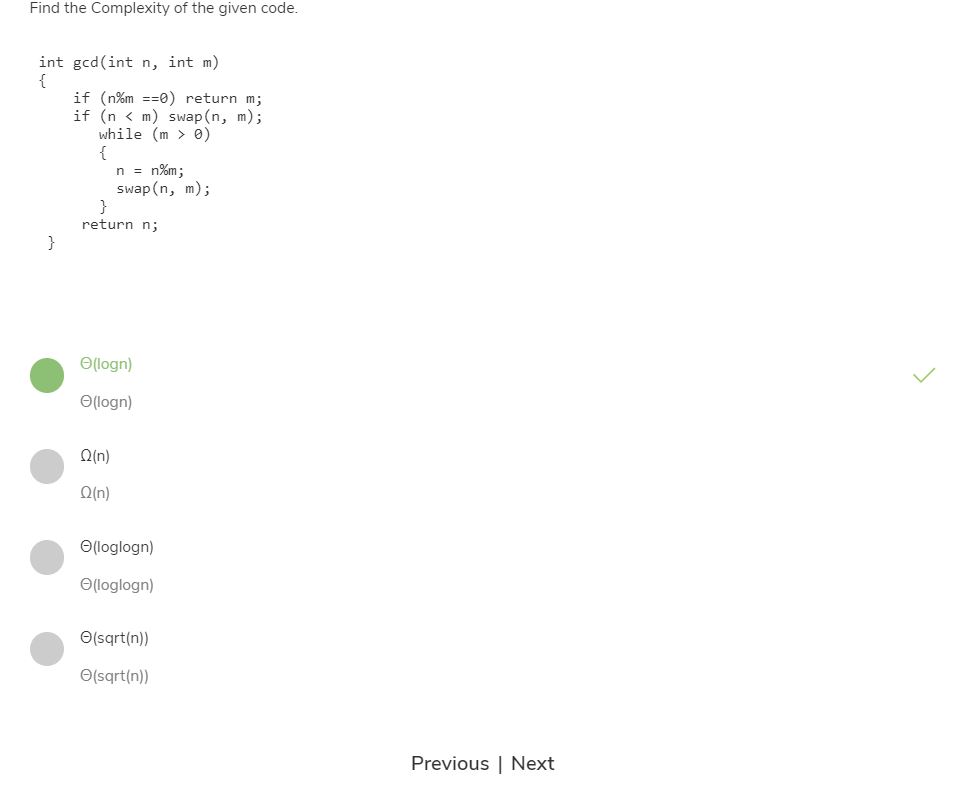 Find the Complexity of the given code.
int gcd(int n, int m)
{
if (n%m ==0) return m;
if (n < m) swap(n, m);
while (m > 0)
{
n = n%m;
swap(n, m);
}
return n;
}
Θ(logn)
Θ(logn)
Ω(n)
Ω(n)
Θ(loglogn)
Θ(loglogn)
Θ(sqrt(n))
Θ(sqrt(n))
Previous | Next